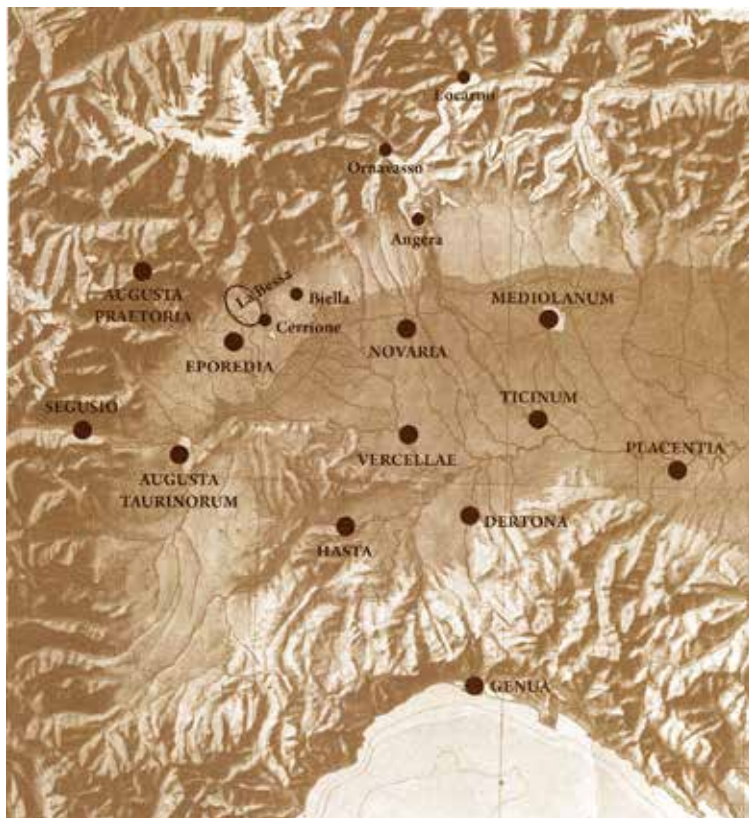 Locarno
Ornavasso
Angera
AUGUSTA
PRAETORIA
La Bessa
Biella
Cerrione
EPOREDIA
MEDIOLANUM
NOVARIA
SEGUSIO
AUGUSTA
TAURINORUM
TICINUM
VERCELLAE
PLACENTIA
HASTA
DERTONA
GENUA